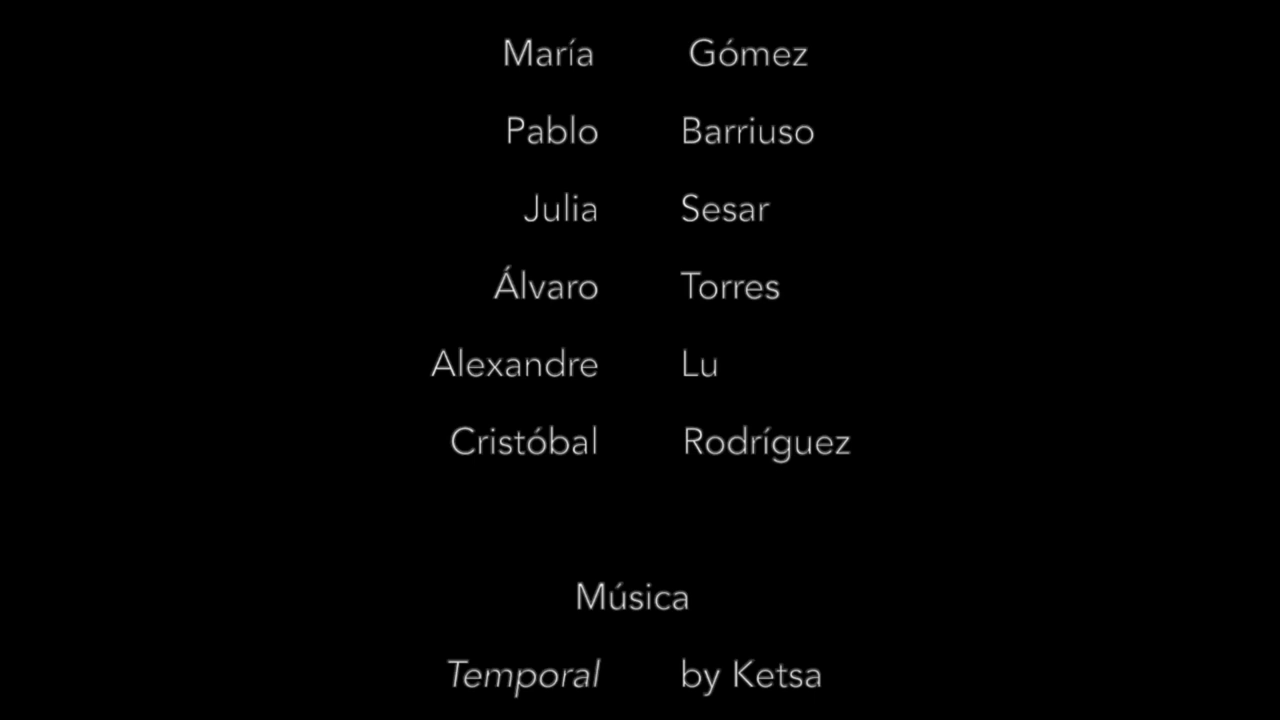 María Gómez
Pablo Barriuso
Julia Sesar
Álvaro Torres
Alexandre Lu
Cristóbal Rodríguez
Música
Temporal by Ketsa